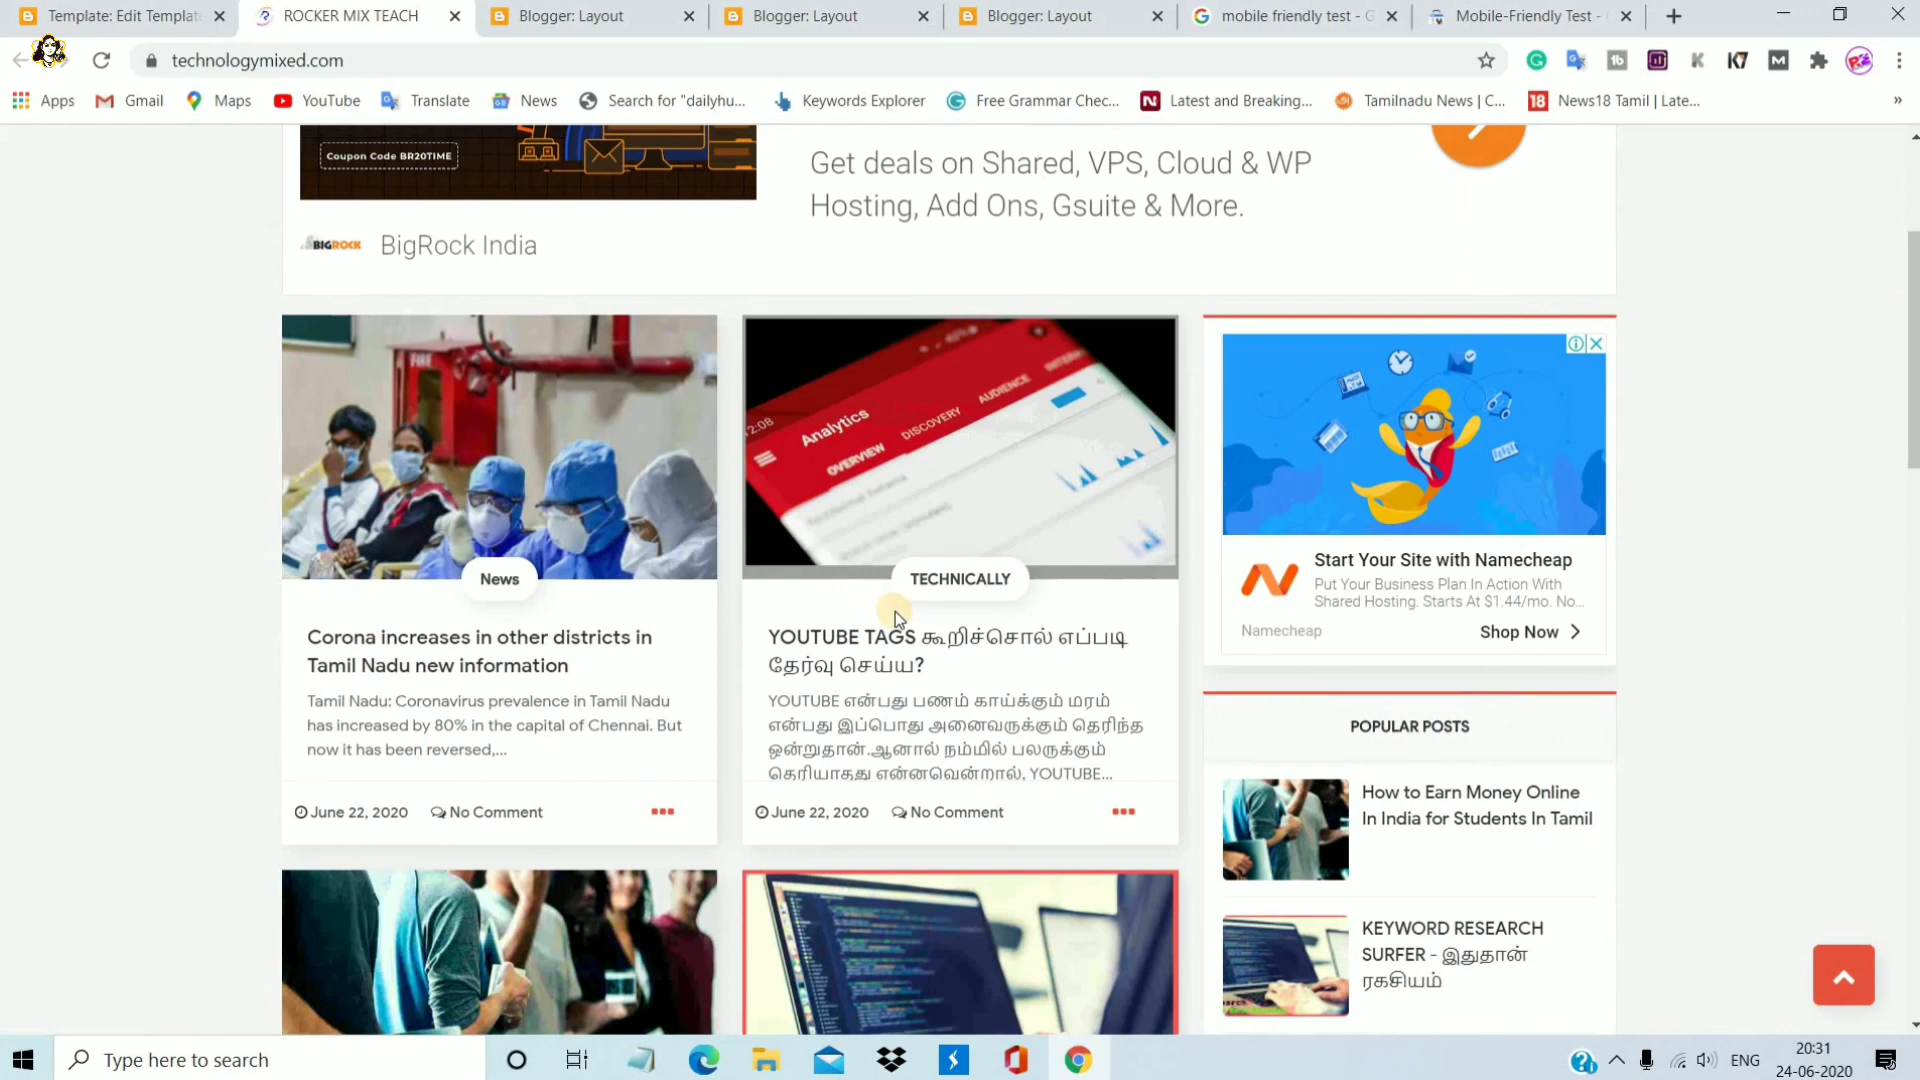 Template: Edit Templat
ROCKER MIX TEACH
Blogger: Layout
Blogger: Layout
Blogger: Layout
mobile friendly test - G
Mobile-Friendly Test -
technologymixed.com
Apps
Gmail
Maps
YouTube
Translate
News
Search for "dailyhu...
Keywords Explorer
Free Grammar Chec...
Latest and Breaking...
Tamilnadu News | C...
News18 Tamil | Late...
Coupon Code BR20TIME
Get deals on Shared, VPS, Cloud & WP
Hosting, Add Ons, Gsuite & More.
BIGROCK
BigRock India
FIRE
News
Corona increases in other districts in
Tamil Nadu new information
Tamil Nadu: Coronavirus prevalence in Tamil Nadu
has increased by 80% in the capital of Chennai. But
now it has been reversed,...
June 22, 2020
No Comment
12:08
Analytics
OVERVIEW
DISCOVERY
AUDIENCE
TECHNICALLY
YOUTUBE TAGS கூறிச்சொல் எப்படி
தேர்வு செய்ய?
YOUTUBE என்பது பணம் காய்க்கும் மரம்
என்பது இப்பொது அனைவருக்கும் தெரிந்த
ஒன்றுதான்.ஆனால் நம்மில் பலருக்கும்
தெரியாதது என்னவென்றால், YOUTUBE...
June 22, 2020
No Comment
Start Your Site with Namecheap
Put Your Business Plan In Action With
Shared Hosting. Starts At $1.44/mo. No...
Namecheap
Shop Now
POPULAR POSTS
How to Earn Money Online
In India for Students In Tamil
KEYWORD RESEARCH
SURFER - இதுதான்
ரகசியம்
Type here to search
ENG
20:31
24-06-2020